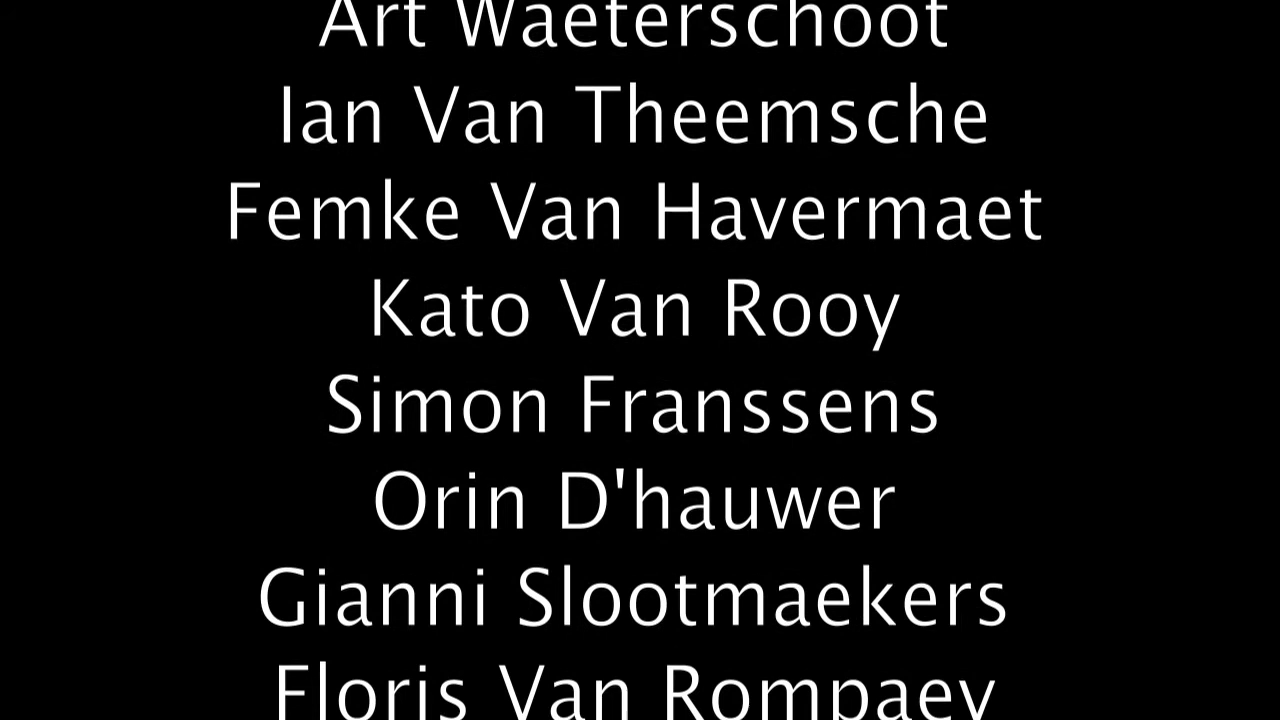 Art Waeterschoot
Ian Van Theemsche
Femke Van Havermaet
Kato Van Rooy
Simon Franssens
Orin D'hauwer
Gianni Slootmaekers
Floris Van Rompaey